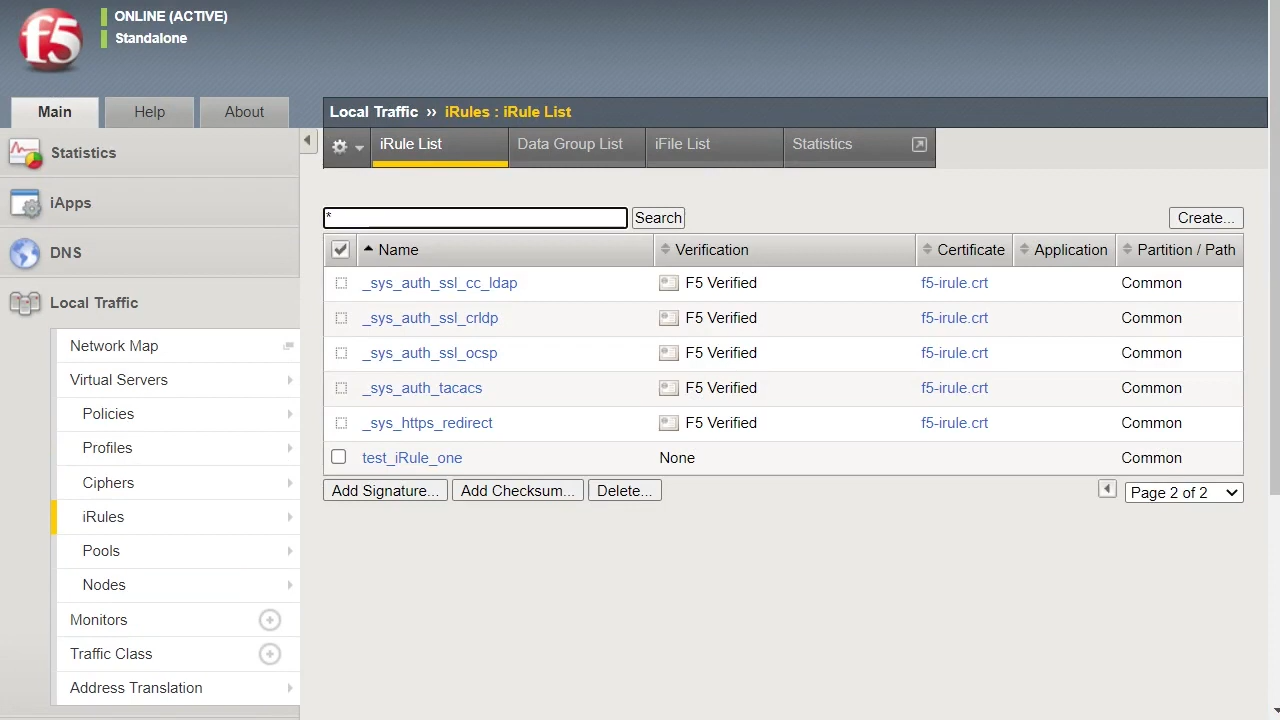 f5
ONLINE (ACTIVE)
Standalone
Main Help About
Statistics
iApps
DNS
Local Traffic
Network Map
Virtual Servers
Policies
Profiles
Ciphers
iRules
Pools
Nodes
Monitors
Traffic Class
Address Translation
Local Traffic ›› iRules : iRule List
iRule List Data Group List iFile List Statistics
* Search Create...
Name Verification Certificate Application Partition / Path
_sys_auth_ssl_cc_ldap F5 Verified f5-irule.crt Common
_sys_auth_ssl_crldp F5 Verified f5-irule.crt Common
_sys_auth_ssl_ocsp F5 Verified f5-irule.crt Common
_sys_auth_tacacs F5 Verified f5-irule.crt Common
_sys_https_redirect F5 Verified f5-irule.crt Common
test_iRule_one None Common
Add Signature... Add Checksum... Delete... Page 2 of 2